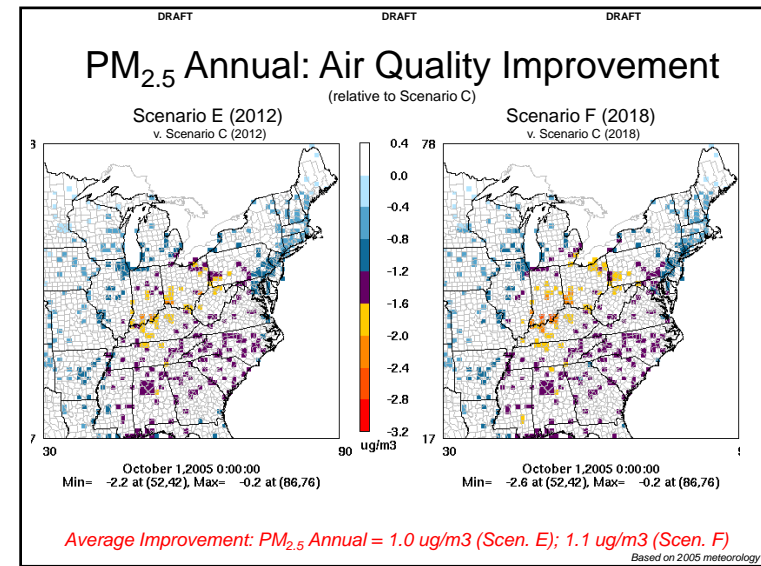 DRAFT DRAFT DRAFT
PM2.5 Annual: Air Quality Improvement
(relative to Scenario C)
Scenario E (2012)
v. Scenario C (2012)
Scenario F (2018)
v. Scenario C (2018)
0.4
0.0
-0.4
-0.8
-1.2
-1.6
-2.0
-2.4
-2.8
-3.2
ug/m3
78
17
30 90
30
October 1,2005 0:00:00
Min= -2.2 at (52,42), Max= -0.2 at (86,76)
October 1,2005 0:00:00
Min= -2.6 at (52,42), Max= -0.2 at (86,76)
Average Improvement: PM2.5 Annual = 1.0 ug/m3 (Scen. E); 1.1 ug/m3 (Scen. F)
Based on 2005 meteorology